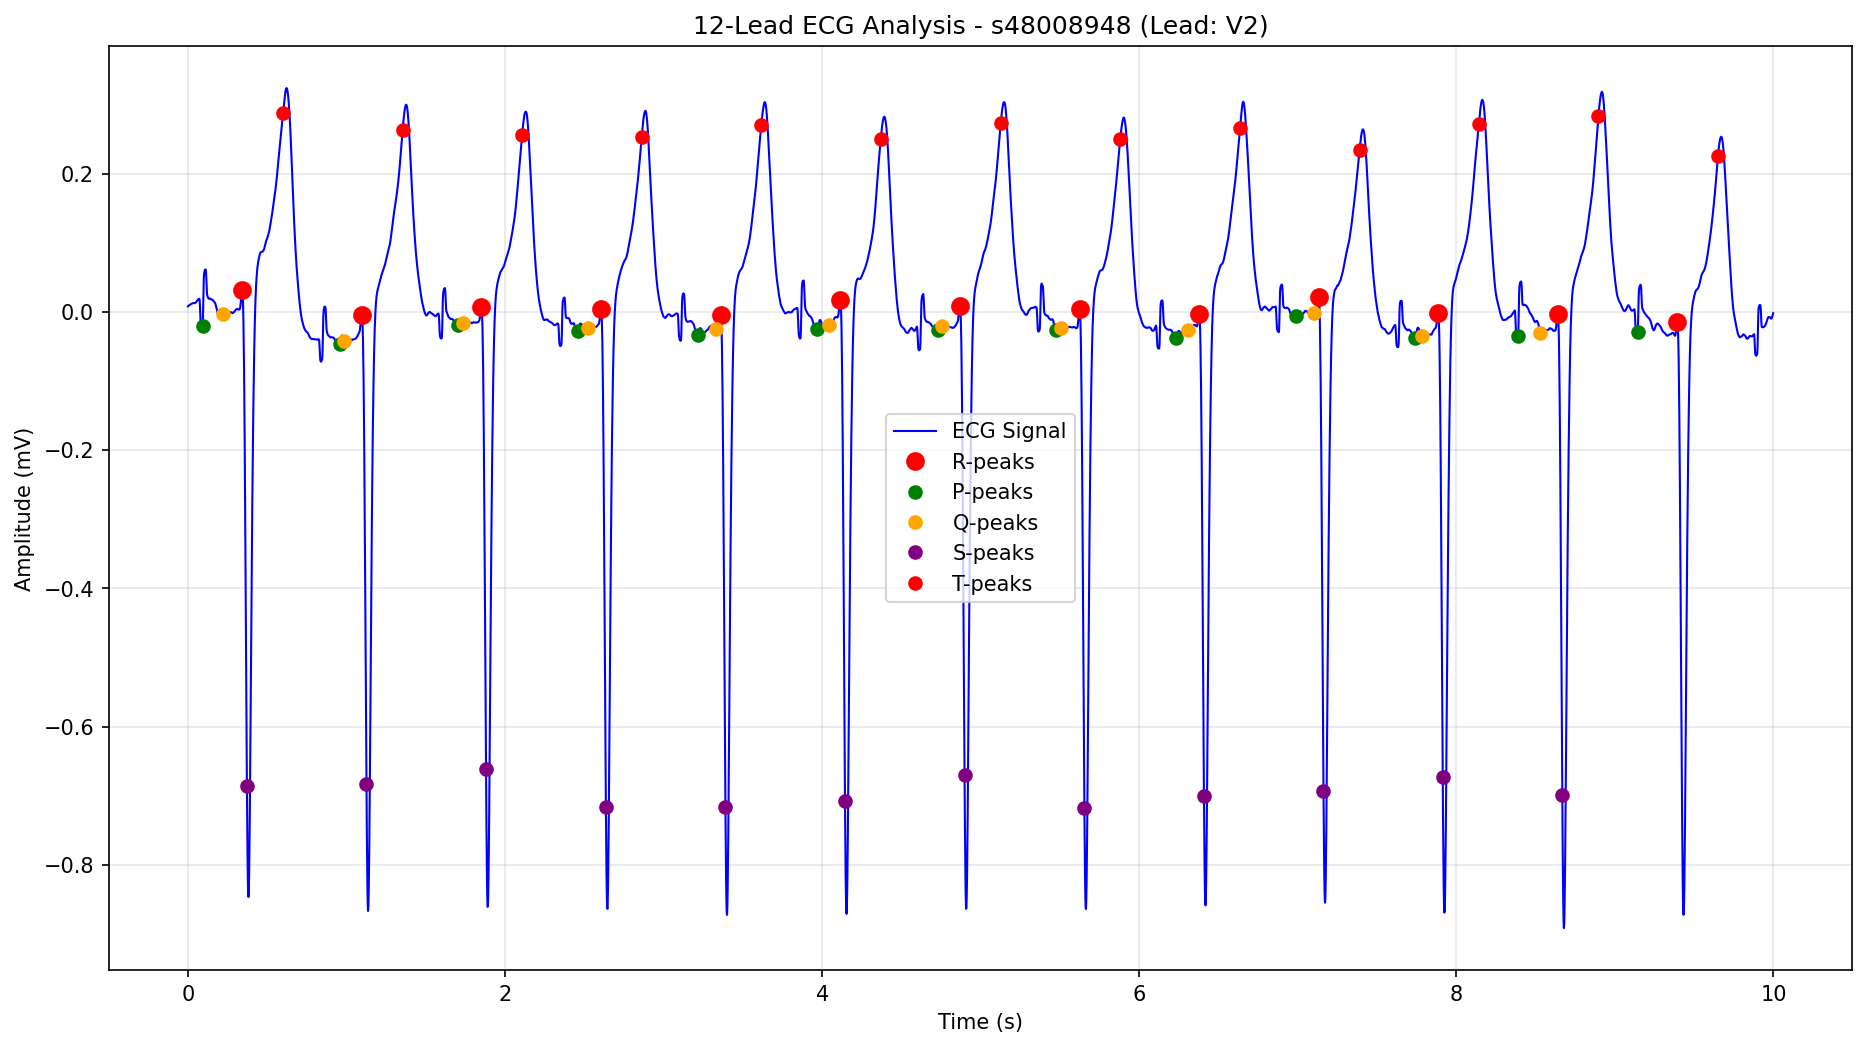 12-Lead ECG Analysis - s48008948 (Lead: V2)
Amplitude (mV)
0.2
0.0
−0.2
−0.4
−0.6
−0.8
ECG Signal
R-peaks
P-peaks
Q-peaks
S-peaks
T-peaks
0 2 4 6 8 10
Time (s)